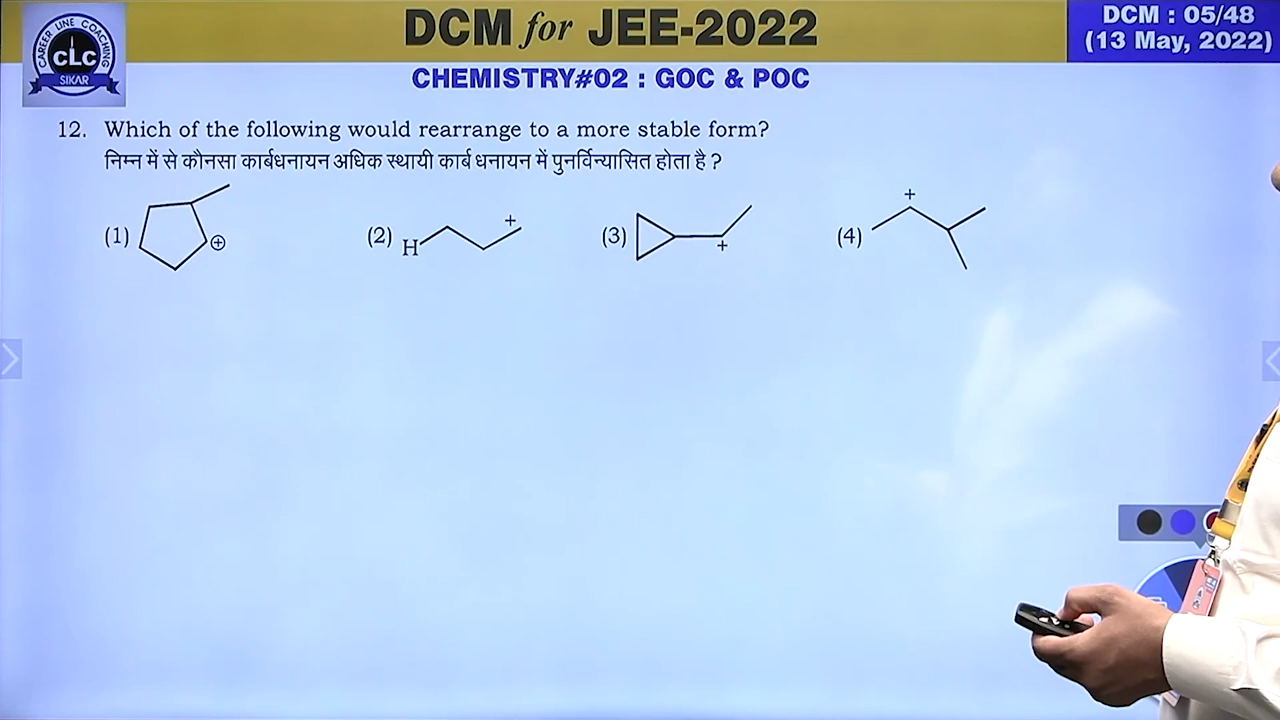 CAREER LINE COACHING
CLC
SIKAR
DCM for JEE-2022
DCM : 05/48
(13 May, 2022)
CHEMISTRY#02 : GOC & POC
12. Which of the following would rearrange to a more stable form?
निम्न में से कौनसा कार्बधनायन अधिक स्थायी कार्ब धनायन में पुनर्विन्यासित होता है ?
(1) ⊕ (2) H + (3) + (4) +